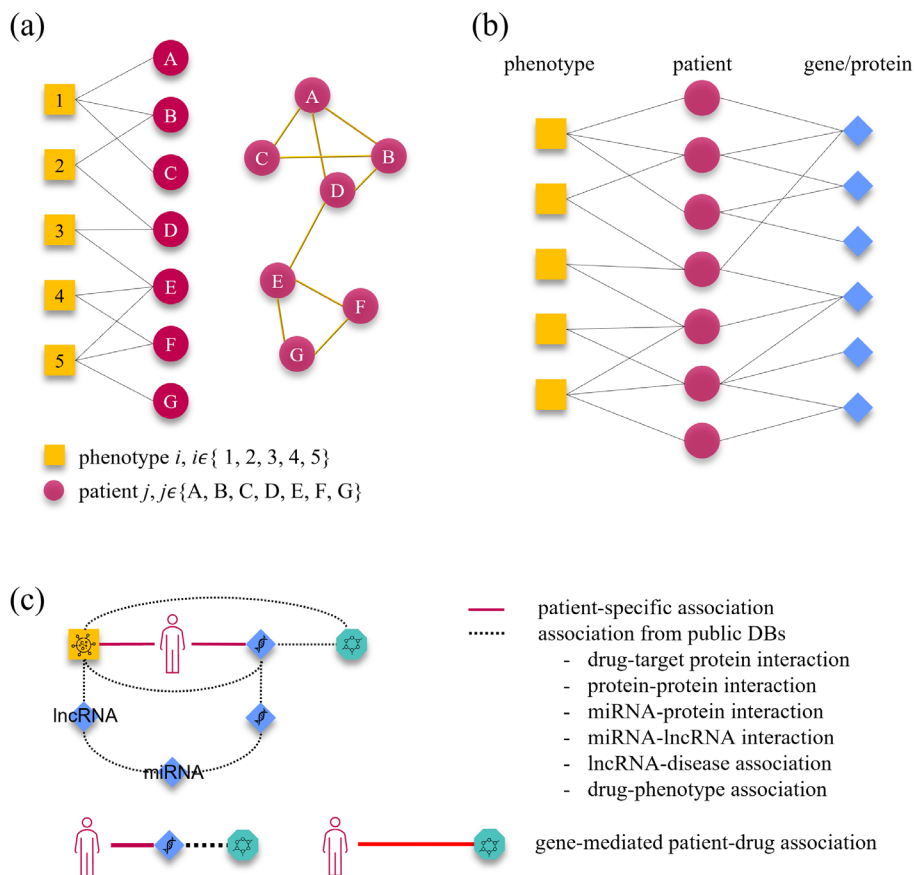 (a)
A
1
B
2
C
3
D
4
E
5
F
G
A
C
B
D
E
F
G
phenotype i, iϵ{ 1, 2, 3, 4, 5}
patient j, jϵ{A, B, C, D, E, F, G}
(b)
phenotype
patient
gene/protein
(c)
lncRNA
miRNA
patient-specific association
association from public DBs
- drug-target protein interaction
- protein-protein interaction
- miRNA-protein interaction
- miRNA-lncRNA interaction
- lncRNA-disease association
- drug-phenotype association
gene-mediated patient-drug association